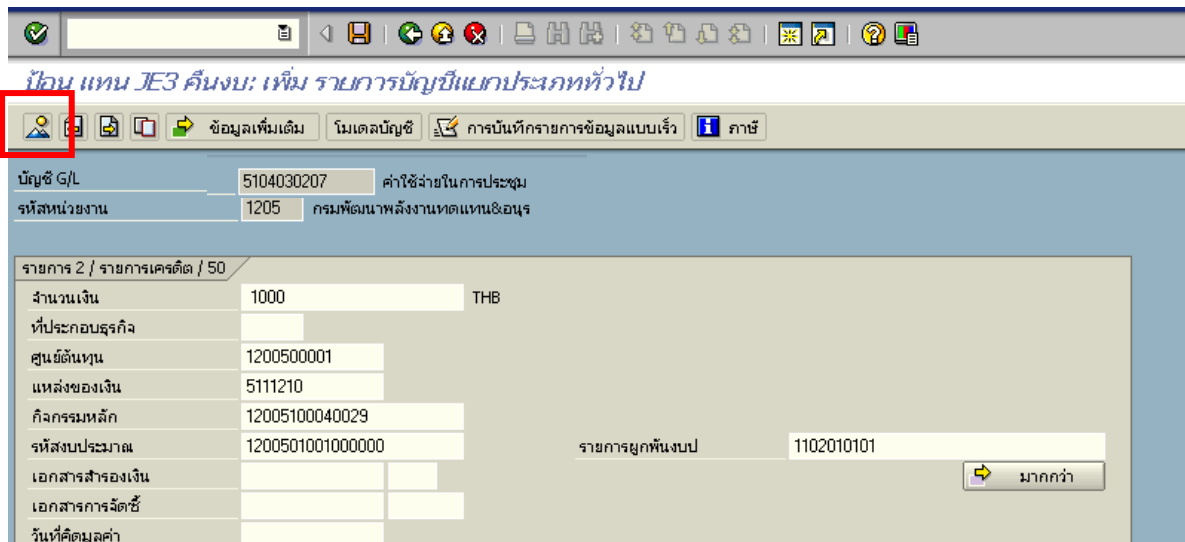 ป้อน แทน JE3 คืนงบ: เพิ่ม รายการบัญชีแยกประเภททั่วไป
ข้อมูลเพิ่มเติม โมเดลบัญชี การบันทึกรายการข้อมูลแบบเร็ว ภาษี
บัญชี G/L 5104030207 ค่าใช้จ่ายในการประชุม
รหัสหน่วยงาน 1205 กรมพัฒนาพลังงานทดแทน&อนุร
รายการ 2 / รายการเครดิต / 50
จำนวนเงิน 1000 THB
ที่ประกอบธุรกิจ
ศูนย์ต้นทุน 1200500001
แหล่งของเงิน 5111210
กิจกรรมหลัก 12005100040029
รหัสงบประมาณ 1200501001000000 รายการผูกพันงบป 1102010101
เอกสารสำรองเงิน มากกว่า
เอกสารการจัดซื้
วันที่คิดมูลค่า